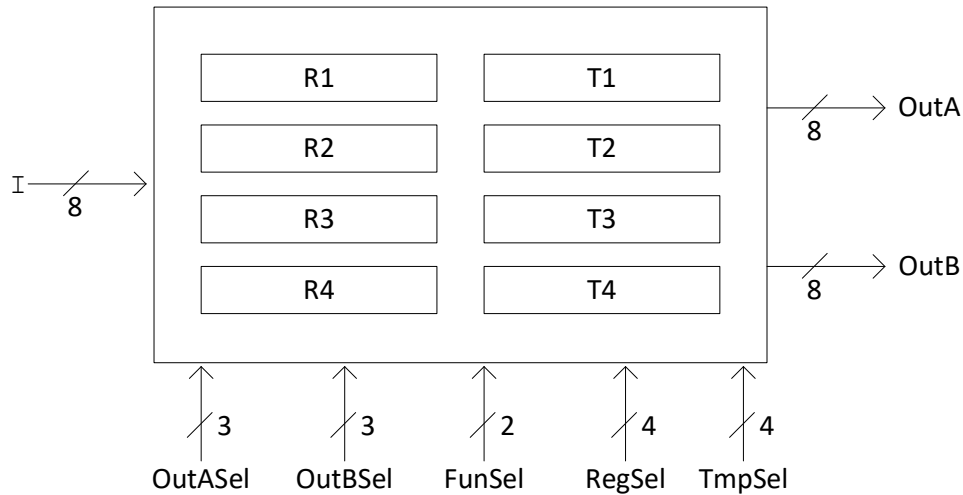 R1 T1
OutA
8
R2 T2
I
8
R3 T3
OutB
8
R4 T4
3 3 2 4 4
OutASel OutBSel FunSel RegSel TmpSel